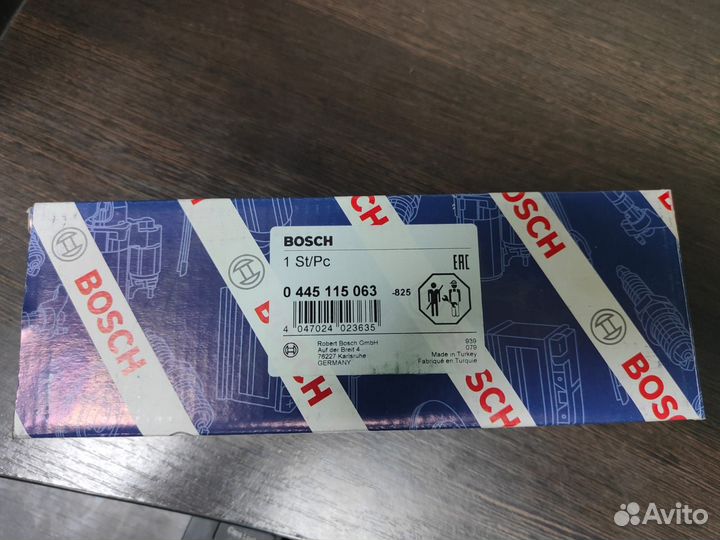 BOSCH
BOSCH
BOSCH
BOSCH
SCH
BOSCH
1 St/Pc
EAC
0 445 115 063 -825
4 047024 023635
Robert Bosch GmbH
Auf der Breit 4
76227 Karlsruhe
GERMANY
939
079
Made in Turkey
Fabriqué en Turquie
Avito